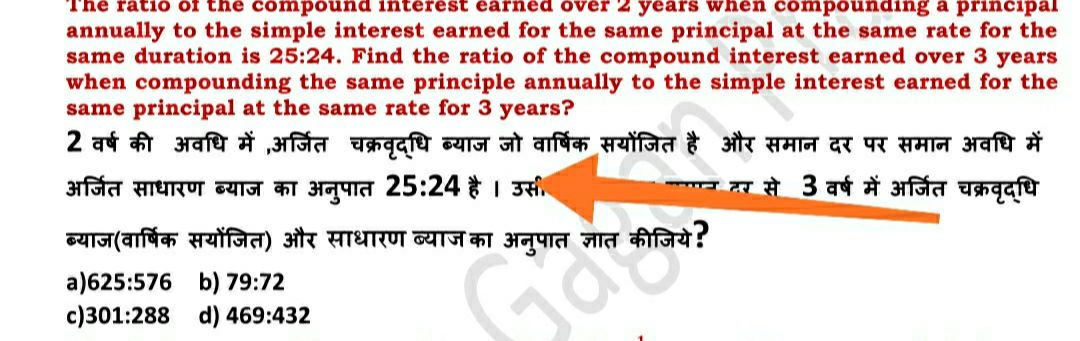 The ratio of the compound interest earned over 2 years when compounding a principal
annually to the simple interest earned for the same principal at the same rate for the
same duration is 25:24. Find the ratio of the compound interest earned over 3 years
when compounding the same principle annually to the simple interest earned for the
same principal at the same rate for 3 years?
2 वर्ष की अवधि में ,अर्जित चक्रवृद्धि ब्याज जो वार्षिक सयोंजित है और समान दर पर समान अवधि में
अर्जित साधारण ब्याज का अनुपात 25:24 है । उसी दर से 3 वर्ष में अर्जित चक्रवृद्धि
ब्याज(वार्षिक सयोंजित) और साधारण ब्याज का अनुपात ज्ञात कीजिये?
a)625:576 b) 79:72
c)301:288 d) 469:432
Gagan